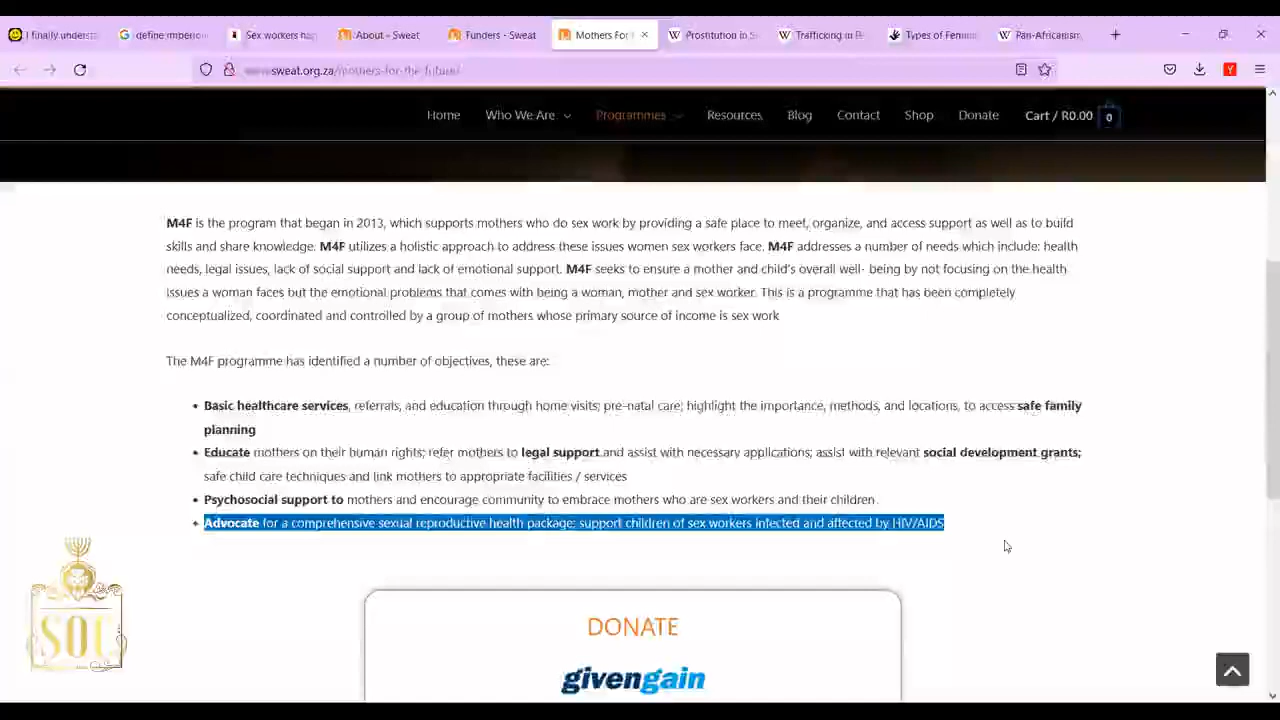 I finally underst
define imperion
Sex workers ha
About - Sweat
Funders - Sweat
Mothers For
Prostitution in S
Trafficking in
Types of Femin
Pan-Africanism
www.sweat.org.za/mothers-for-the-future/
Home
Who We Are
Programmes
Resources
Blog
Contact
Shop
Donate
Cart / R0.00
0
M4F is the program that began in 2013, which supports mothers who do sex work by providing a safe place to meet, organize, and access support as well as to build
skills and share knowledge. M4F utilizes a holistic approach to address these issues women sex workers face. M4F addresses a number of needs which include: health
needs, legal issues, lack of social support and lack of emotional support. M4F seeks to ensure a mother and child's overall well- being by not focusing on the health
issues a woman faces but the emotional problems that comes with being a woman, mother and sex worker. This is a programme that has been completely
conceptualized, coordinated and controlled by a group of mothers whose primary source of income is sex work
The M4F programme has identified a number of objectives, these are:
• Basic healthcare services, referrals, and education through home visits; pre-natal care; highlight the importance, methods, and locations, to access safe family
planning
• Educate mothers on their human rights; refer mothers to legal support and assist with necessary applications; assist with relevant social development grants;
safe child care techniques and link mothers to appropriate facilities / services
• Psychosocial support to mothers and encourage community to embrace mothers who are sex workers and their children.
• Advocate for a comprehensive sexual reproductive health package; support children of sex workers infected and affected by HIV/AIDS
SOU
DONATE
givengain